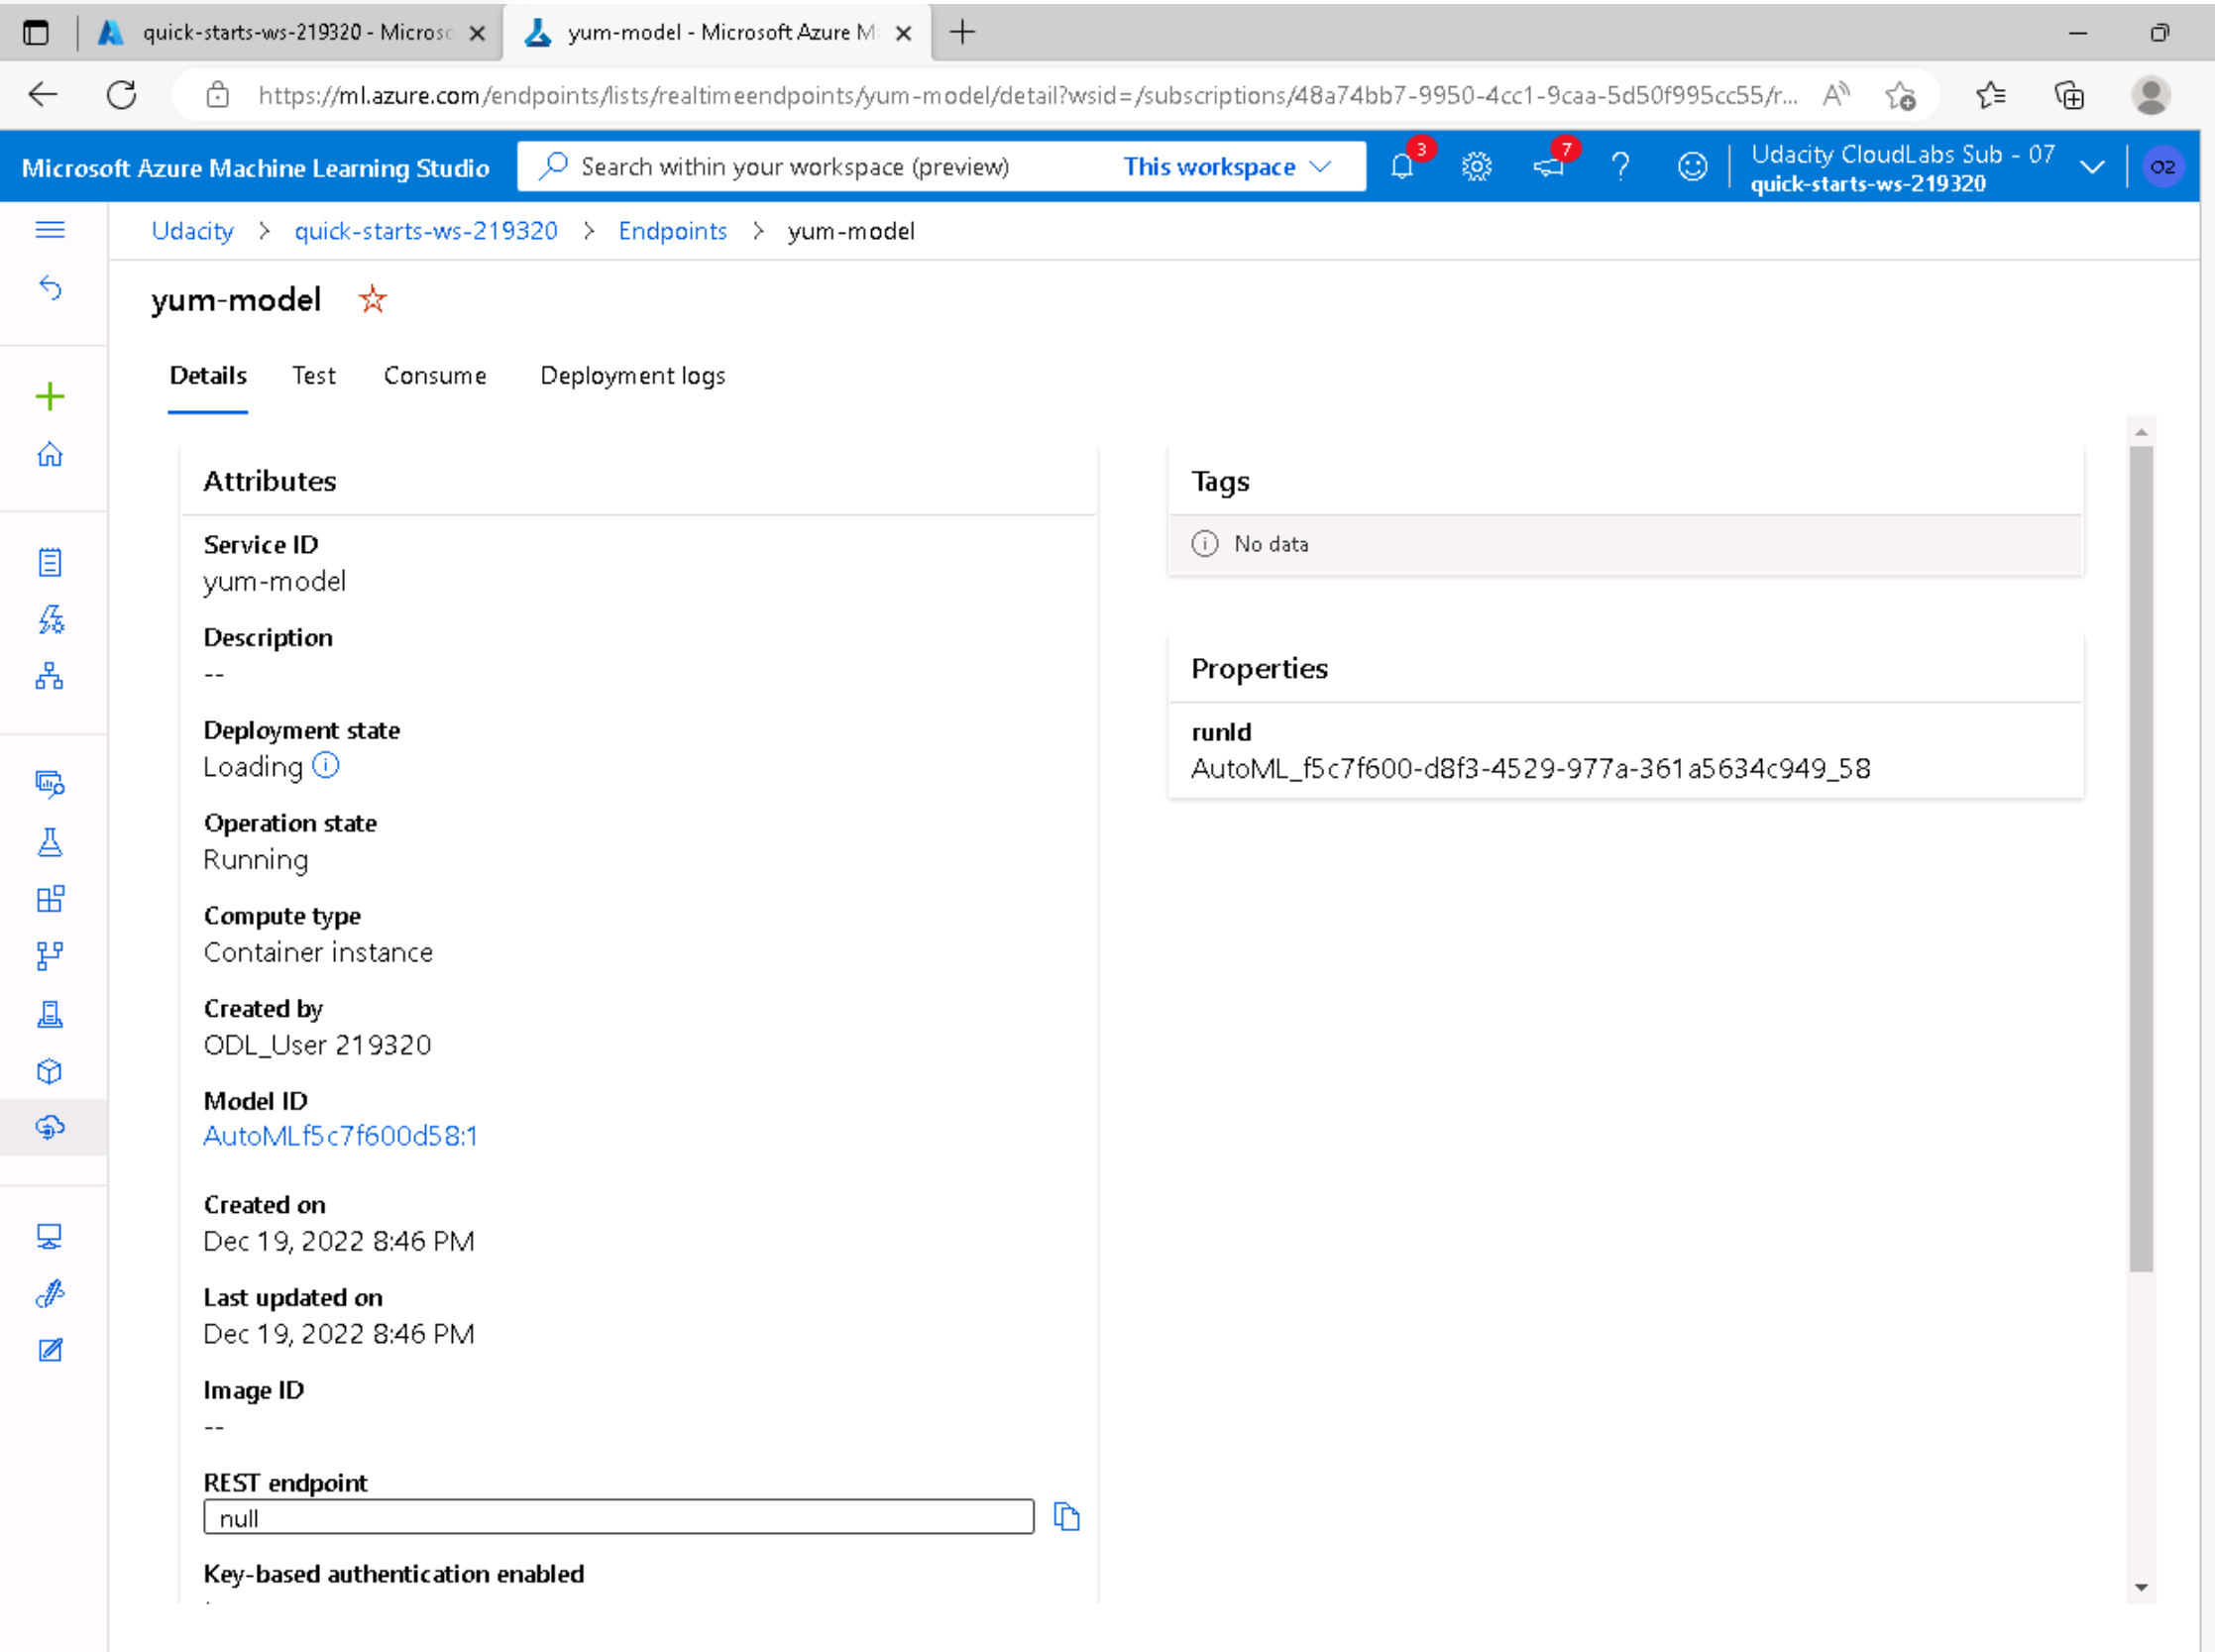 quick-starts-ws-219320 - Microsc
yum-model - Microsoft Azure M
https://ml.azure.com/endpoints/lists/realtimeendpoints/yum-model/detail?wsid=/subscriptions/48a74bb7-9950-4cc1-9caa-5d50f995cc55/r...
Microsoft Azure Machine Learning Studio
Search within your workspace (preview)
This workspace
3
7
?
Udacity CloudLabs Sub - 07
quick-starts-ws-219320
O2
Udacity > quick-starts-ws-219320 > Endpoints > yum-model
yum-model
Details Test Consume Deployment logs
Attributes
Service ID
yum-model
Description
--
Deployment state
Loading
Operation state
Running
Compute type
Container instance
Created by
ODL_User 219320
Model ID
AutoMLf5c7f600d58:1
Created on
Dec 19, 2022 8:46 PM
Last updated on
Dec 19, 2022 8:46 PM
Image ID
--
REST endpoint
null
Key-based authentication enabled
Tags
No data
Properties
runId
AutoML_f5c7f600-d8f3-4529-977a-361a5634c949_58